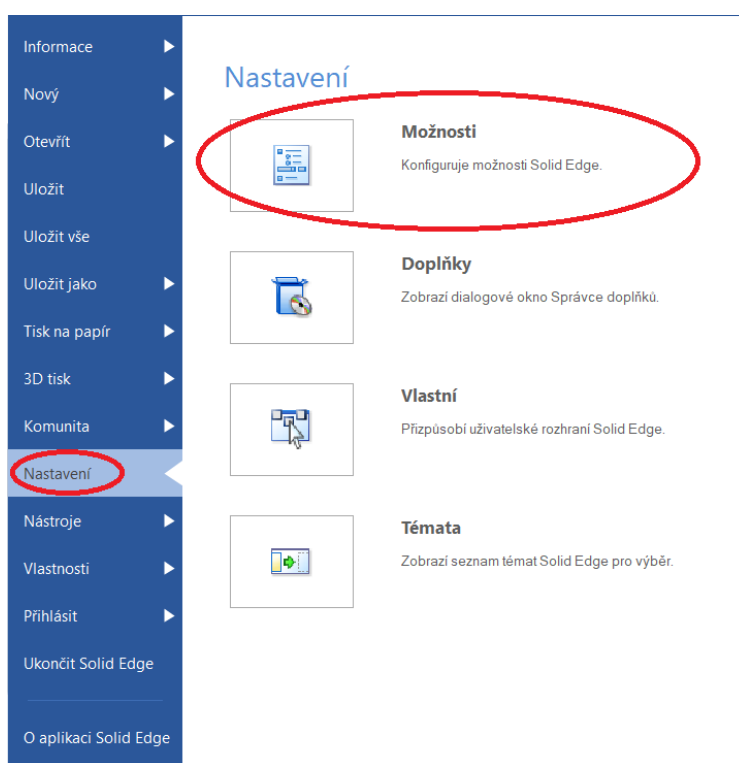 Informace
Nový
Otevřít
Uložit
Uložit vše
Uložit jako
Tisk na papír
3D tisk
Komunita
Nastavení
Nástroje
Vlastnosti
Přihlásit
Ukončit Solid Edge
O aplikaci Solid Edge
Nastavení
Možnosti
Konfiguruje možnosti Solid Edge.
Doplňky
Zobrazí dialogové okno Správce doplňků.
Vlastní
Přizpůsobí uživatelské rozhraní Solid Edge.
Témata
Zobrazí seznam témat Solid Edge pro výběr.